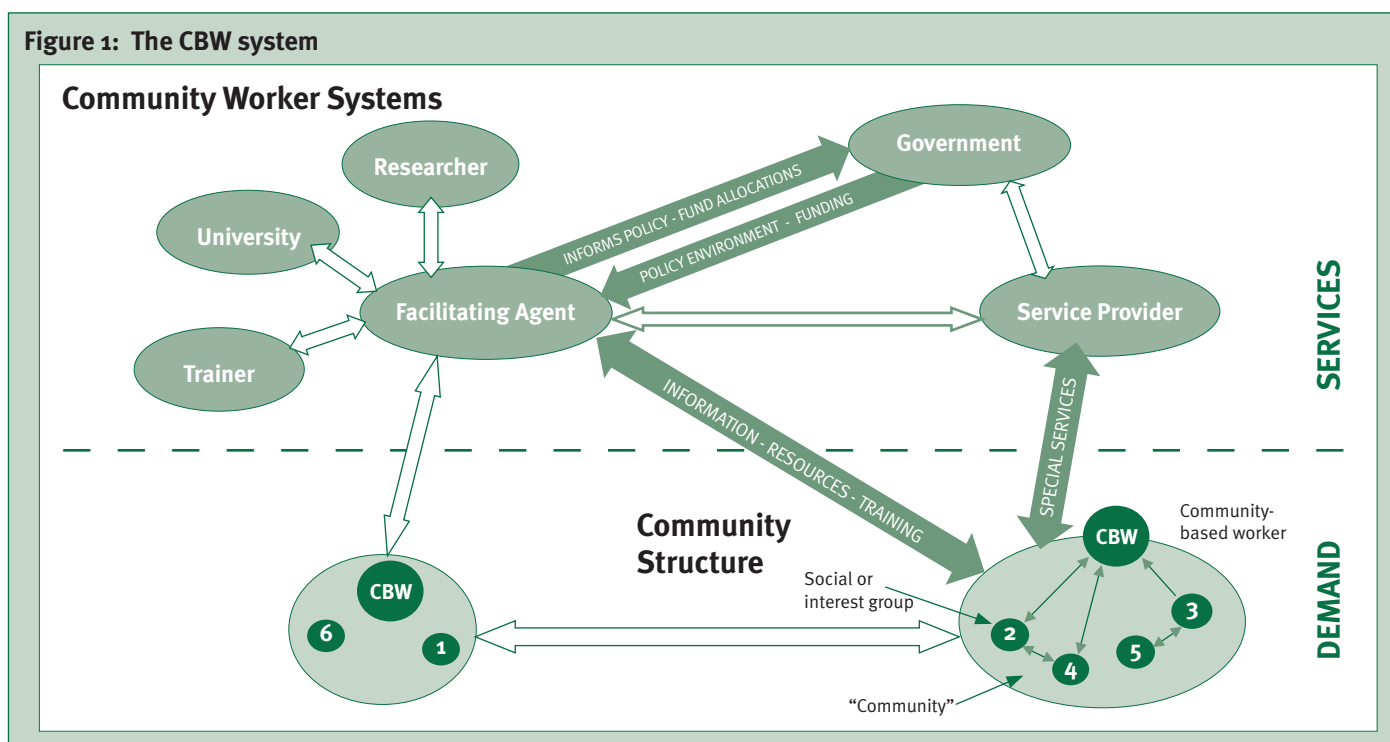 Figure 1: The CBW system
Community Worker Systems
Researcher
Government
University
INFORMS POLICY - FUND ALLOCATIONS
POLICY ENVIRONMENT - FUNDING
Facilitating Agent
Service Provider
Trainer
SERVICES
INFORMATION - RESOURCES - TRAINING
SPECIAL SERVICES
Community
Structure
Community-
based worker
CBW
CBW
Social or
interest group
DEMAND
6
1
2
3
4
5
“Community”